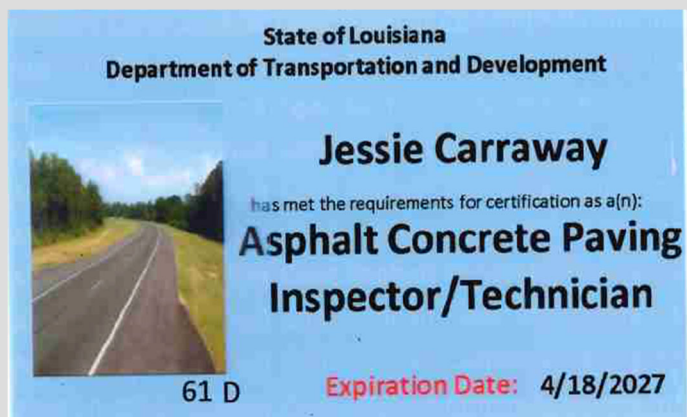 State of Louisiana
Department of Transportation and Development
Jessie Carraway
has met the requirements for certification as a(n):
Asphalt Concrete Paving
Inspector/Technician
61 D
Expiration Date: 4/18/2027